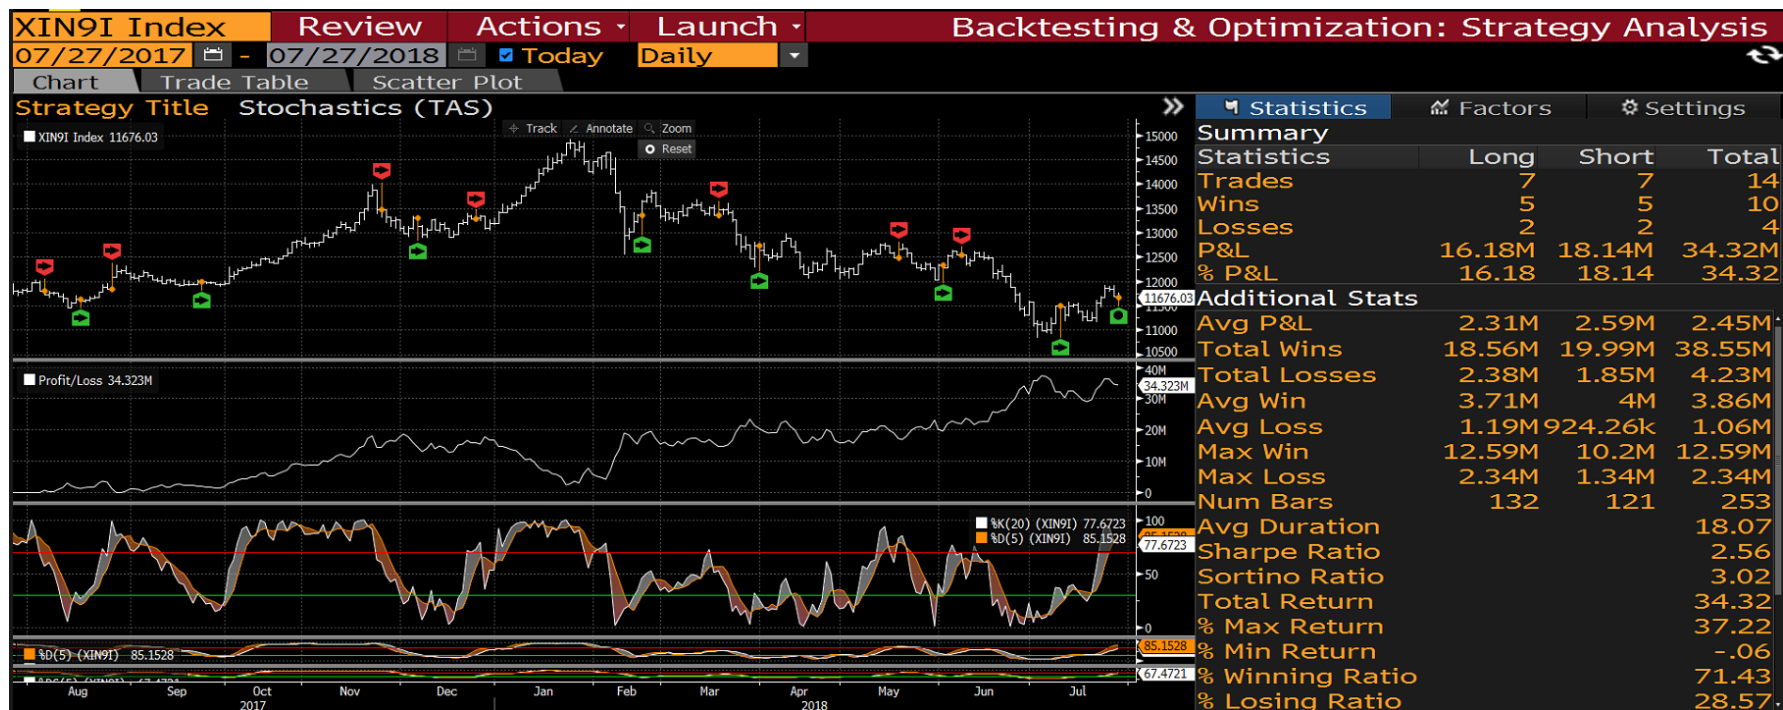 XIN9I Index Review Actions Launch Backtesting & Optimization: Strategy Analysis
07/27/2017 - 07/27/2018 Today Daily
Chart Trade Table Scatter Plot
Strategy Title Stochastics (TAS)
Track Annotate Zoom
Reset
XIN9I Index 11676.03
15000
14500
14000
13500
13000
12500
12000
11676.03
11000
10500
Profit/Loss 34.323M
40M
34.323M
30M
20M
10M
0
%K(20) (XIN9I) 77.6723
%D(5) (XIN9I) 85.1528
100
77.6723
50
0
%D(5) (XIN9I) 85.1528
85.1528
67.4721
Aug Sep Oct Nov Dec Jan Feb Mar Apr May Jun Jul
2017 2018
Statistics Factors Settings
Summary
Statistics Long Short Total
Trades 7 7 14
Wins 5 5 10
Losses 2 2 4
P&L 16.18M 18.14M 34.32M
% P&L 16.18 18.14 34.32
Additional Stats
Avg P&L 2.31M 2.59M 2.45M
Total Wins 18.56M 19.99M 38.55M
Total Losses 2.38M 1.85M 4.23M
Avg Win 3.71M 4M 3.86M
Avg Loss 1.19M 924.26k 1.06M
Max Win 12.59M 10.2M 12.59M
Max Loss 2.34M 1.34M 2.34M
Num Bars 132 121 253
Avg Duration 18.07
Sharpe Ratio 2.56
Sortino Ratio 3.02
Total Return 34.32
% Max Return 37.22
% Min Return -.06
% Winning Ratio 71.43
% Losing Ratio 28.57